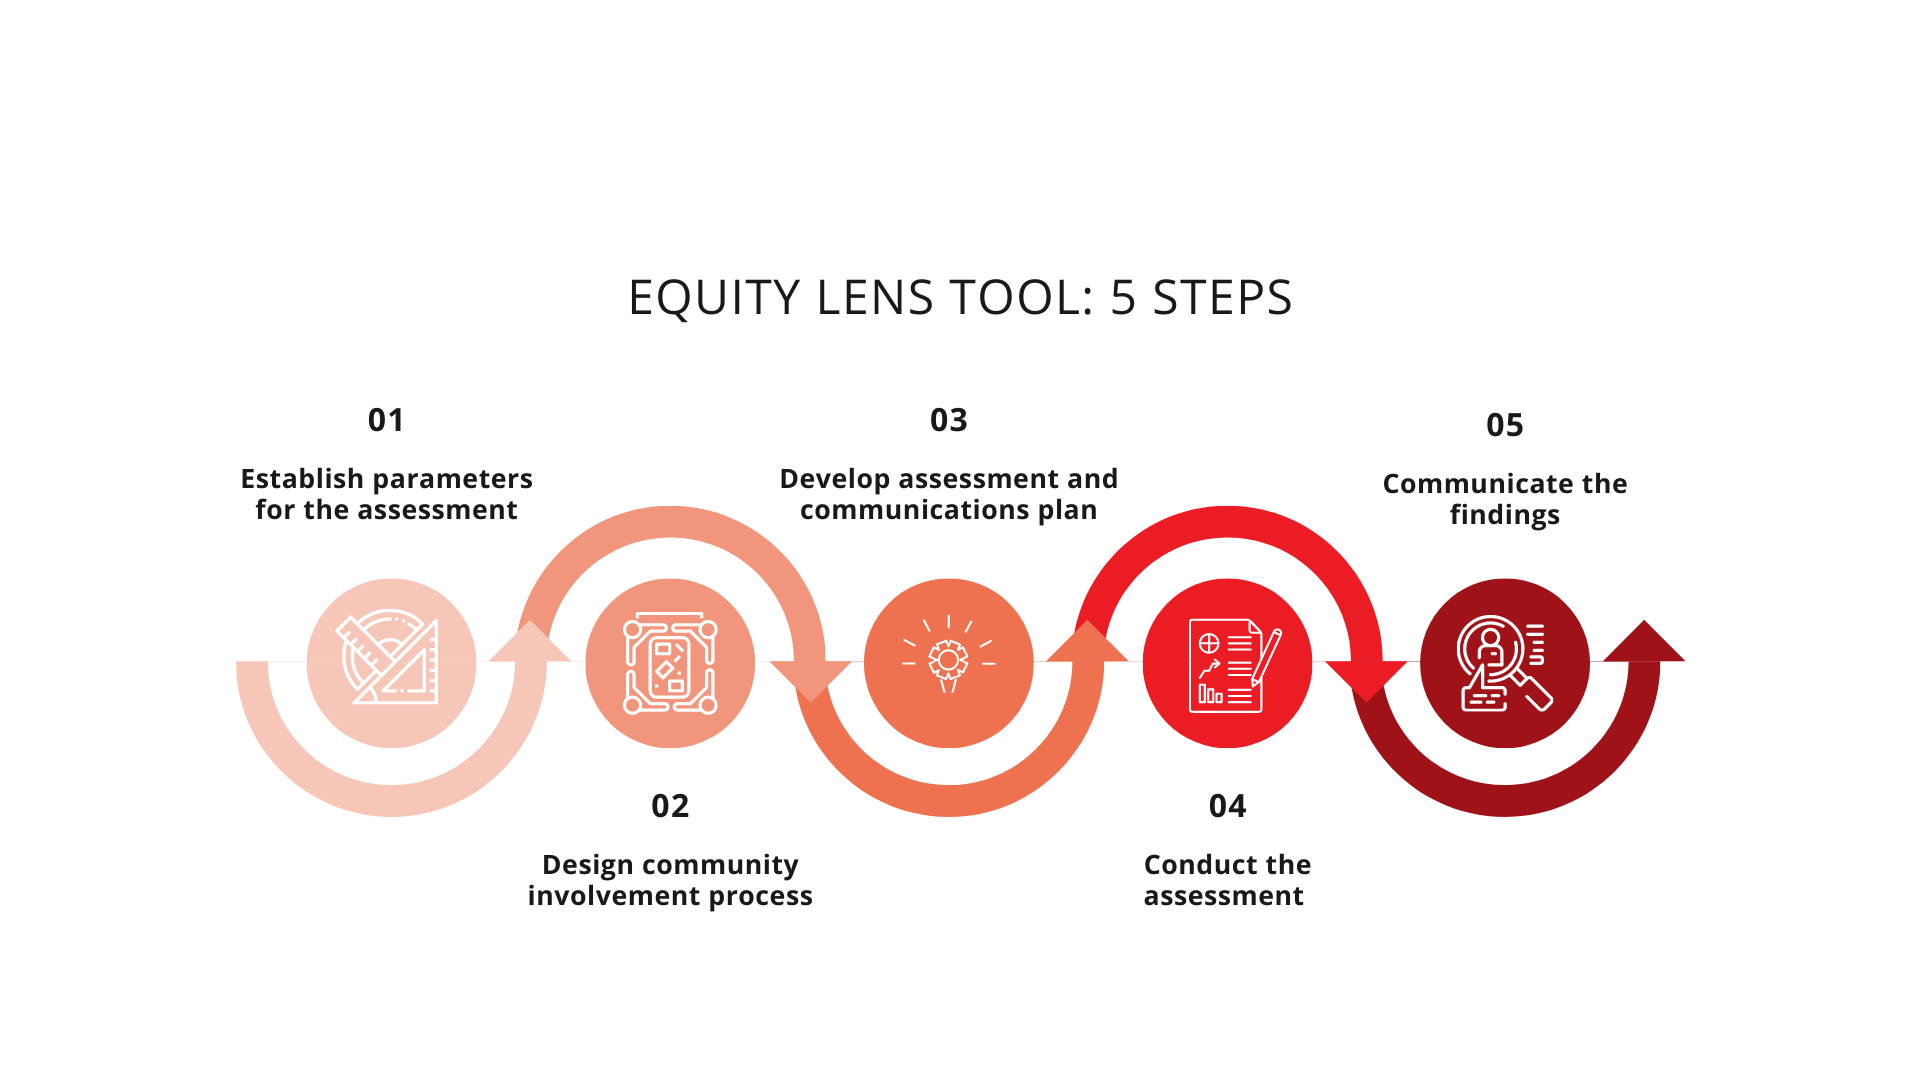 EQUITY LENS TOOL: 5 STEPS
01
Establish parameters
for the assessment
02
Design community
involvement process
03
Develop assessment and
communications plan
04
Conduct the
assessment
05
Communicate the
findings